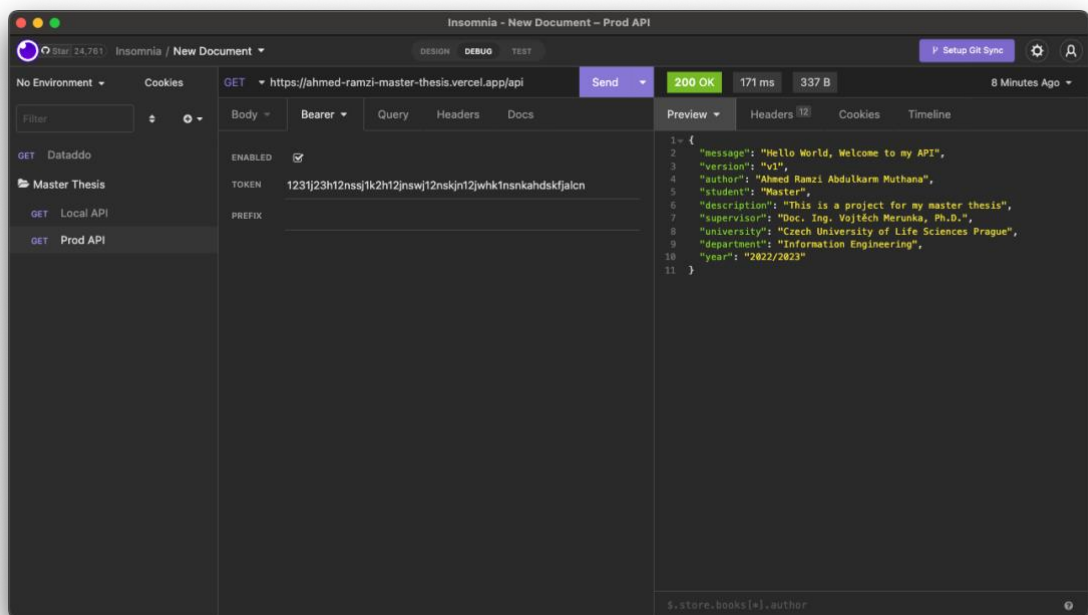 Insomnia - New Document – Prod API
Star 24,761 Insomnia / New Document
DESIGN DEBUG TEST
Setup Git Sync
No Environment Cookies
Filter
GET Dataddo
Master Thesis
GET Local API
GET Prod API
GET https://ahmed-ramzi-master-thesis.vercel.app/api Send
Body Bearer Query Headers Docs
ENABLED
TOKEN 1231j23h12nssj1k2h12jnswj12nskjn12jwhk1nsnkahdskfjalcn
PREFIX
200 OK 171 ms 337 B 8 Minutes Ago
Preview Headers 12 Cookies Timeline
1 {
2 "message": "Hello World, Welcome to my API",
3 "version": "v1",
4 "author": "Ahmed Ramzi Abdulkarm Muthana",
5 "student": "Master",
6 "description": "This is a project for my master thesis",
7 "supervisor": "Doc. Ing. Vojtěch Merunka, Ph.D.",
8 "university": "Czech University of Life Sciences Prague",
9 "department": "Information Engineering",
10 "year": "2022/2023"
11 }
$.store.books[*].author